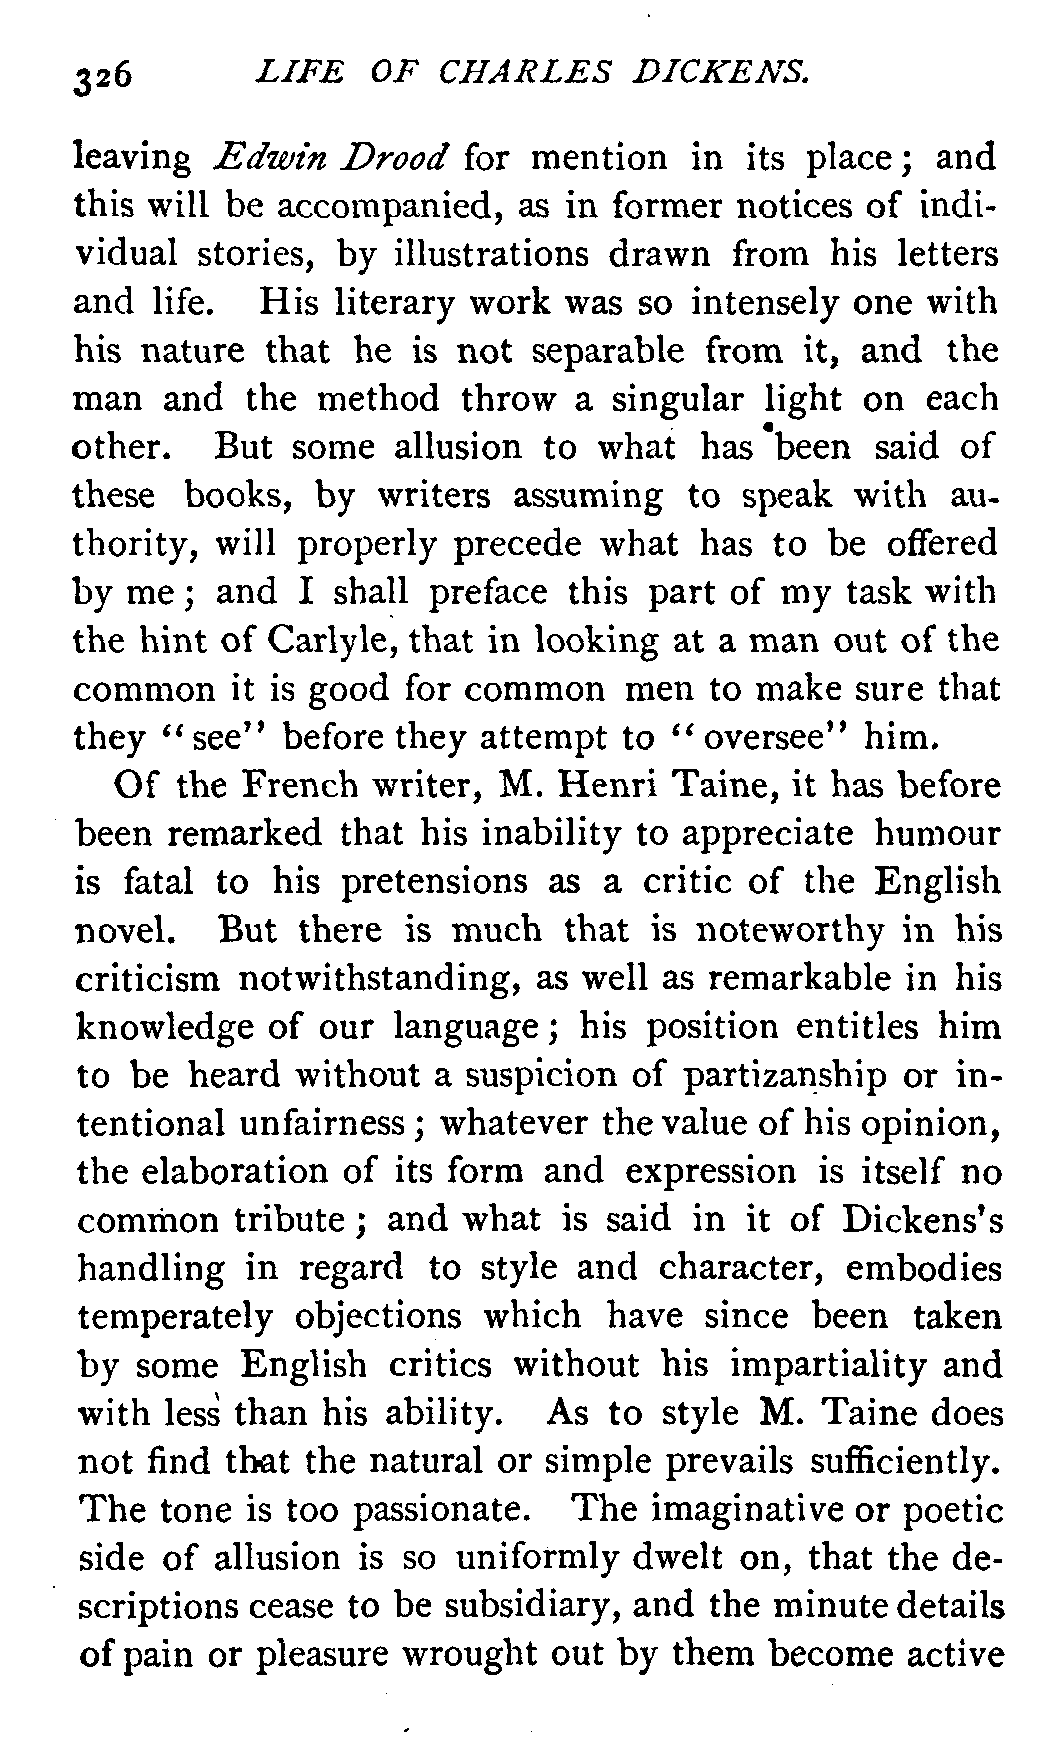 326 LIFE OF CHARLES DICKENS.
leaving Edwin Drood for mention in its place ; and
this will be accompanied, as in former notices of indi-
vidual stories, by illustrations drawn from his letters
and life. His literary work was so intensely one with
his nature that he is not separable from it, and the
man and the method throw a singular light on each
other. But some allusion to what has been said of
these books, by writers assuming to speak with au-
thority, will properly precede what has to be offered
by me ; and I shall preface this part of my task with
the hint of Carlyle, that in looking at a man out of the
common it is good for common men to make sure that
they “ see” before they attempt to “ oversee” him.
Of the French writer, M. Henri Taine, it has before
been remarked that his inability to appreciate humour
is fatal to his pretensions as a critic of the English
novel. But there is much that is noteworthy in his
criticism notwithstanding, as well as remarkable in his
knowledge of our language ; his position entitles him
to be heard without a suspicion of partizanship or in-
tentional unfairness ; whatever the value of his opinion,
the elaboration of its form and expression is itself no
common tribute ; and what is said in it of Dickens’s
handling in regard to style and character, embodies
temperately objections which have since been taken
by some English critics without his impartiality and
with less than his ability. As to style M. Taine does
not find that the natural or simple prevails sufficiently.
The tone is too passionate. The imaginative or poetic
side of allusion is so uniformly dwelt on, that the de-
scriptions cease to be subsidiary, and the minute details
of pain or pleasure wrought out by them become active